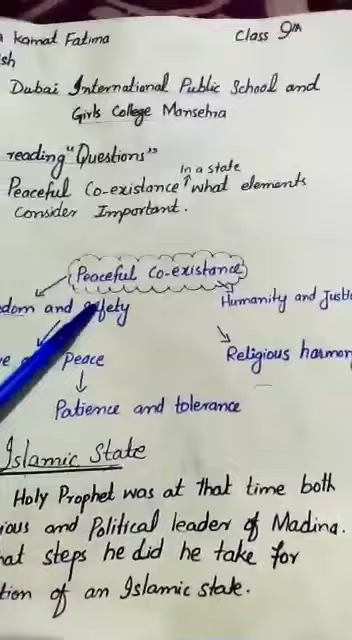 Kamat Fatima Class 9th
sh
Dubai International Public School and
Girls College Mansehra
reading "Questions"
In a state
Peaceful Co-existance what elements
Consider Important.
Peaceful Co-existance
dom and safety Humanity and Justi
e Peace Religious harmon
Patience and tolerance
Islamic State
Holy Prophet was at that time both
ious and Political leader of Madina.
hat steps he did he take for
tion of an Islamic state.